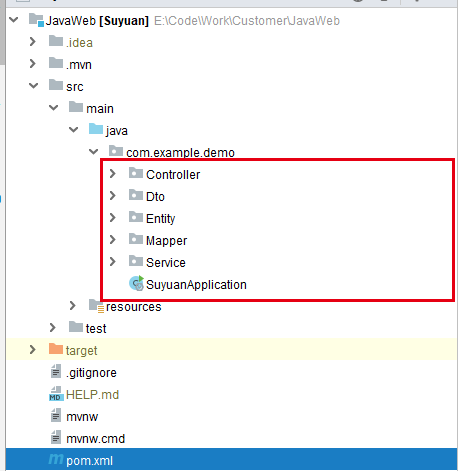 JavaWeb [Suyuan] E:\Code\Work\Customer\JavaWeb
.idea
.mvn
src
main
java
com.example.demo
Controller
Dto
Entity
Mapper
Service
SuyuanApplication
resources
test
target
.gitignore
MD HELP.md
mvnw
mvnw.cmd
m pom.xml